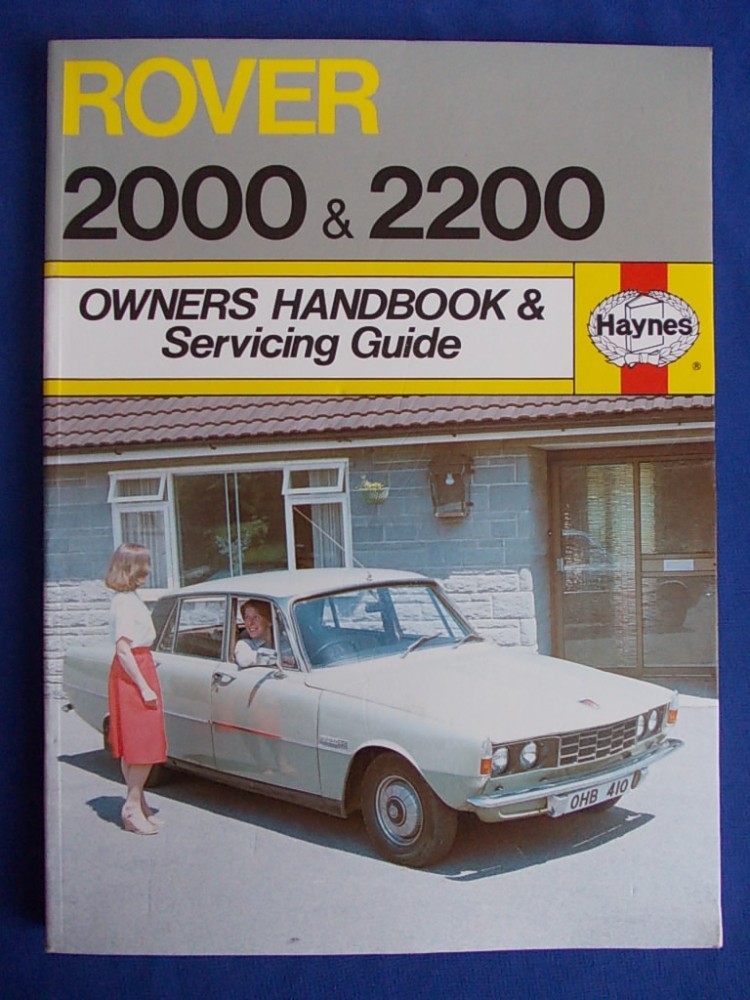 ROVER
2000 & 2200
OWNERS HANDBOOK &
Servicing Guide
Haynes
®
OHB 410